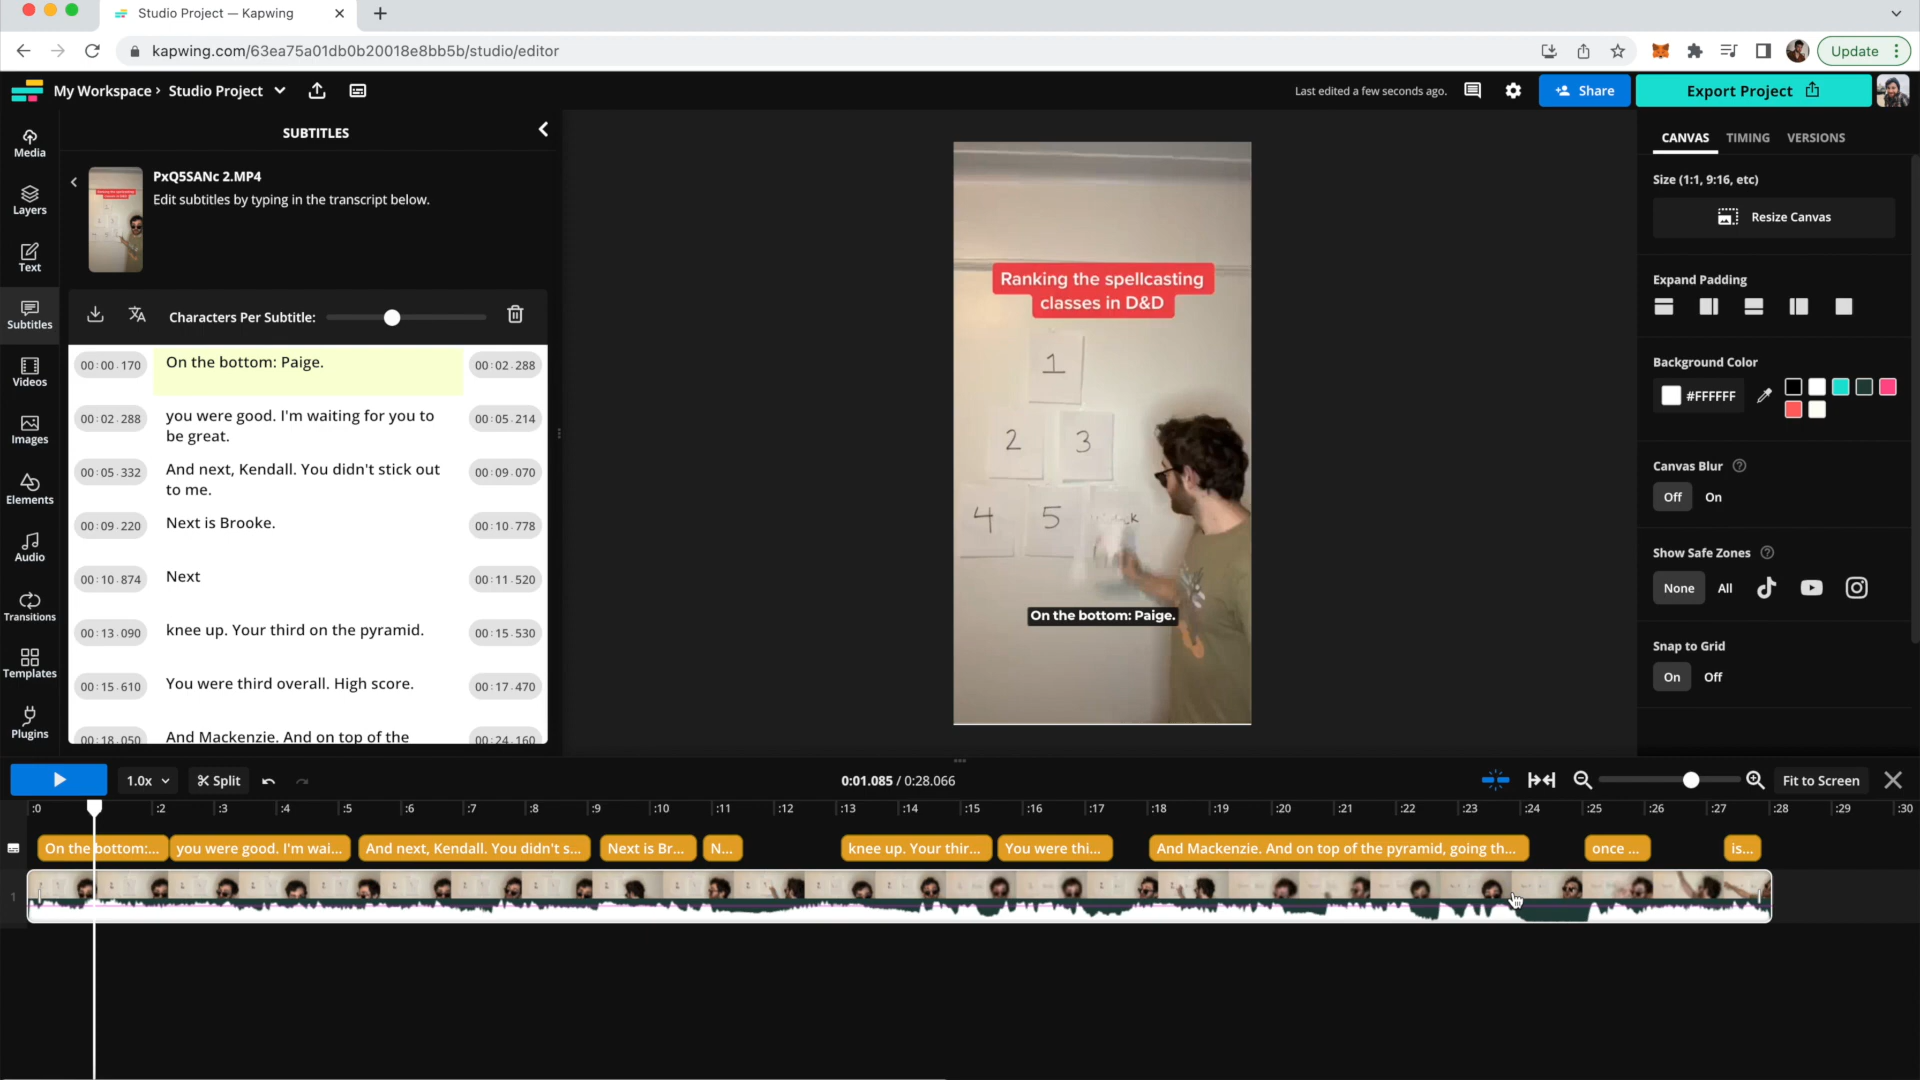 Studio Project — Kapwing
kapwing.com/63ea75a01db0b20018e8bb5b/studio/editor
Update
My Workspace › Studio Project
Last edited a few seconds ago.
Share
Export Project
Media
Layers
Text
Subtitles
Videos
Images
Elements
Audio
Transitions
Templates
Plugins
SUBTITLES
PxQ5SANc 2.MP4
Edit subtitles by typing in the transcript below.
Characters Per Subtitle:
00:00.170 On the bottom: Paige. 00:02.288
00:02.288 you were good. I'm waiting for you to 00:05.214
be great.
00:05.332 And next, Kendall. You didn't stick out 00:09.070
to me.
00:09.220 Next is Brooke. 00:10.778
00:10.874 Next 00:11.520
00:13.090 knee up. Your third on the pyramid. 00:15.530
00:15.610 You were third overall. High score. 00:17.470
00:18.050 And Mackenzie. And on top of the 00:24.160
Ranking the spellcasting
classes in D&D
1
2 3
4 5
On the bottom: Paige.
CANVAS TIMING VERSIONS
Size (1:1, 9:16, etc)
Resize Canvas
Expand Padding
Background Color
#FFFFFF
Canvas Blur
Off On
Show Safe Zones
None All
Snap to Grid
On Off
1.0x Split 0:01.085 / 0:28.066 Fit to Screen
:0 :2 :3 :4 :5 :6 :7 :8 :9 :10 :11 :12 :13 :14 :15 :16 :17 :18 :19 :20 :21 :22 :23 :24 :25 :26 :27 :28 :29 :30
On the bottom:... you were good. I'm wai... And next, Kendall. You didn't s... Next is Br... N... knee up. Your thir... You were thi... And Mackenzie. And on top of the pyramid, going th... once ... is...
1